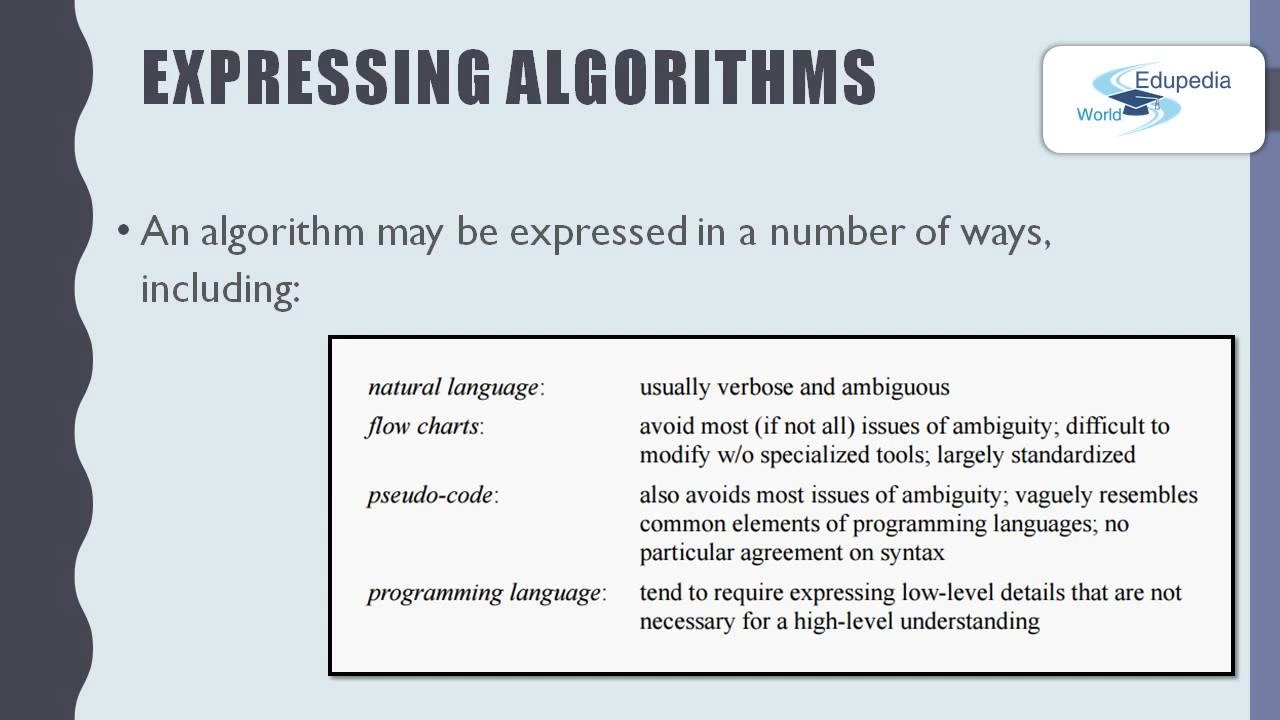 EXPRESSING ALGORITHMS
Edupedia
World
• An algorithm may be expressed in a number of ways,
including:
natural language: usually verbose and ambiguous
flow charts: avoid most (if not all) issues of ambiguity; difficult to
modify w/o specialized tools; largely standardized
pseudo-code: also avoids most issues of ambiguity; vaguely resembles
common elements of programming languages; no
particular agreement on syntax
programming language: tend to require expressing low-level details that are not
necessary for a high-level understanding